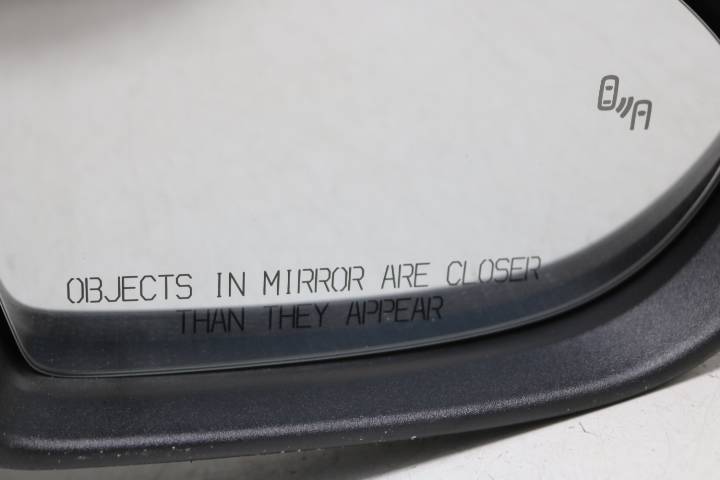 OBJECTS IN MIRROR ARE CLOSER
THAN THEY APPEAR